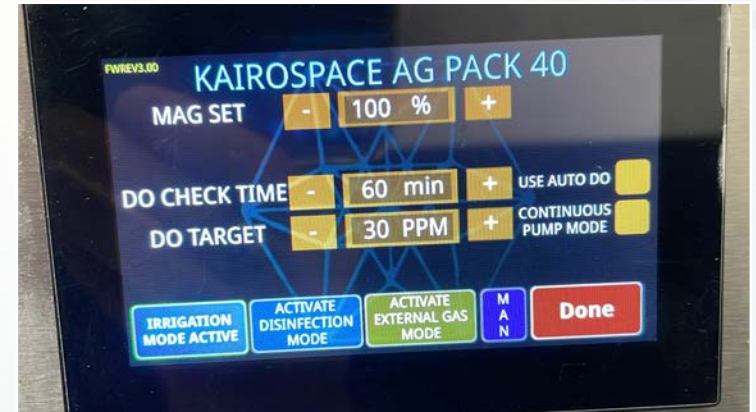 FWREV3.0D
KAIROSPACE AG PACK 40
MAG SET - 100 % +
DO CHECK TIME - 60 min + USE AUTO DO
DO TARGET - 30 PPM + CONTINUOUS
PUMP MODE
IRRIGATION
MODE ACTIVE
ACTIVATE
DISINFECTION
MODE
ACTIVATE
EXTERNAL GAS
MODE
M
A
N
Done